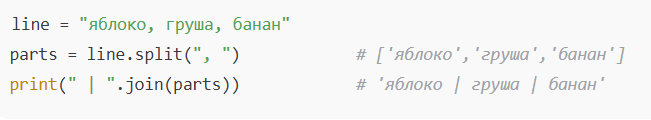 line = "яблоко, груша, банан"
parts = line.split(", ")            # ['яблоко','груша','банан']
print(" | ".join(parts))            # 'яблоко | груша | банан'